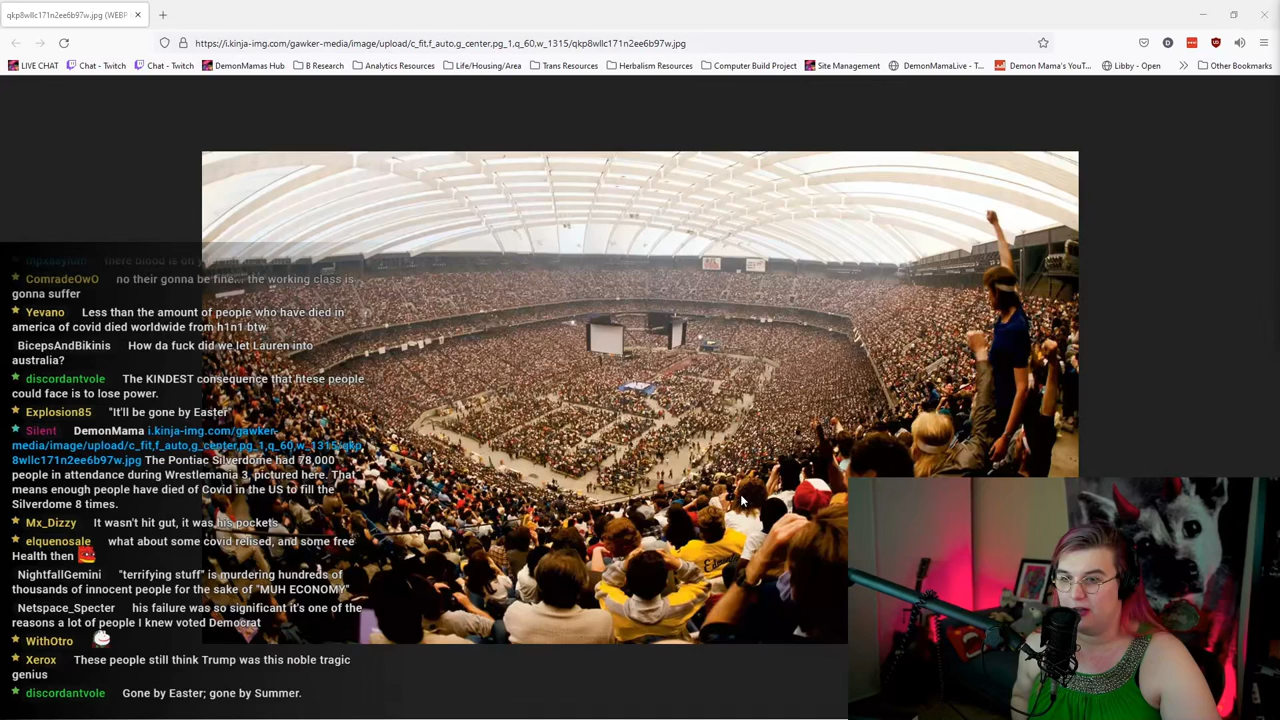 qkp8wllc171n2ee6b97w.jpg (WEBP
https://i.kinja-img.com/gawker-media/image/upload/c_fit,f_auto,g_center,pg_1,q_60,w_1315/qkp8wllc171n2ee6b97w.jpg
LIVE CHAT Chat - Twitch Chat - Twitch DemonMamas Hub B Research Analytics Resources Life/Housing/Area Trans Resources Herbalism Resources Computer Build Project Site Management DemonMamaLive - T... Demon Mama's YouT... Libby - Open Other Bookmarks
there blood is on
ComradeOwO no their gonna be fine... the working class is
gonna suffer
Yevano Less than the amount of people who have died in
america of covid died worldwide from h1n1 btw
BicepsAndBikinis How da fuck did we let Lauren into
australia?
discordantvole The KINDEST consequence that htese people
could face is to lose power.
Explosion85 "It'll be gone by Easter"
Silent DemonMama i.kinja-img.com/gawker-
media/image/upload/c_fit,f_auto,g_center,pg_1,q_60,w_1315/qkp
8wllc171n2ee6b97w.jpg The Pontiac Silverdome had 78,000
people in attendance during Wrestlemania 3, pictured here. That
means enough people have died of Covid in the US to fill the
Silverdome 8 times.
Mx_Dizzy It wasn't hit gut, it was his pockets
elquenosale what about some covid relised, and some free
Health then
NightfallGemini "terrifying stuff" is murdering hundreds of
thousands of innocent people for the sake of "MUH ECONOMY"
Netspace_Specter his failure was so significant it's one of the
reasons a lot of people I knew voted Democrat
WithOtro
Xerox These people still think Trump was this noble tragic
genius
discordantvole Gone by Easter; gone by Summer.